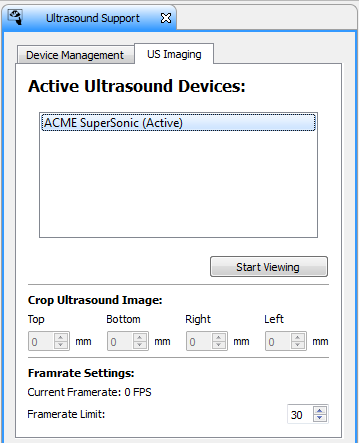 Ultrasound Support
Device Management US Imaging
Active Ultrasound Devices:
ACME SuperSonic (Active)
Start Viewing
Crop Ultrasound Image:
Top Bottom Right Left
0 mm 0 mm 0 mm 0 mm
Framrate Settings:
Current Framerate: 0 FPS
Framerate Limit: 30